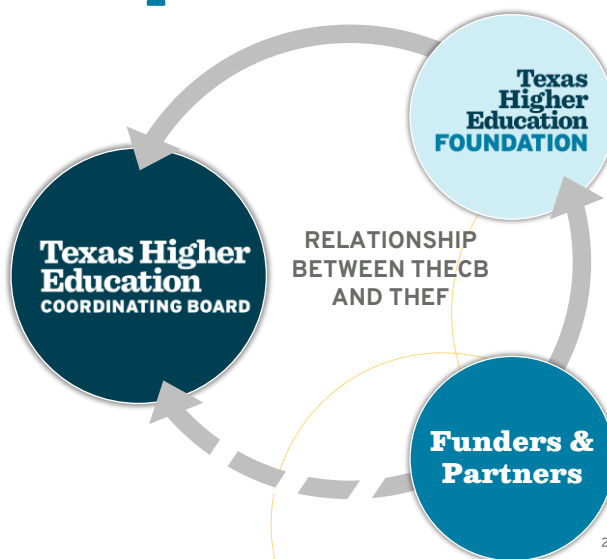 Texas
Higher
Education
FOUNDATION
Texas Higher
Education
COORDINATING BOARD
RELATIONSHIP
BETWEEN THECB
AND THEF
Funders &
Partners
2